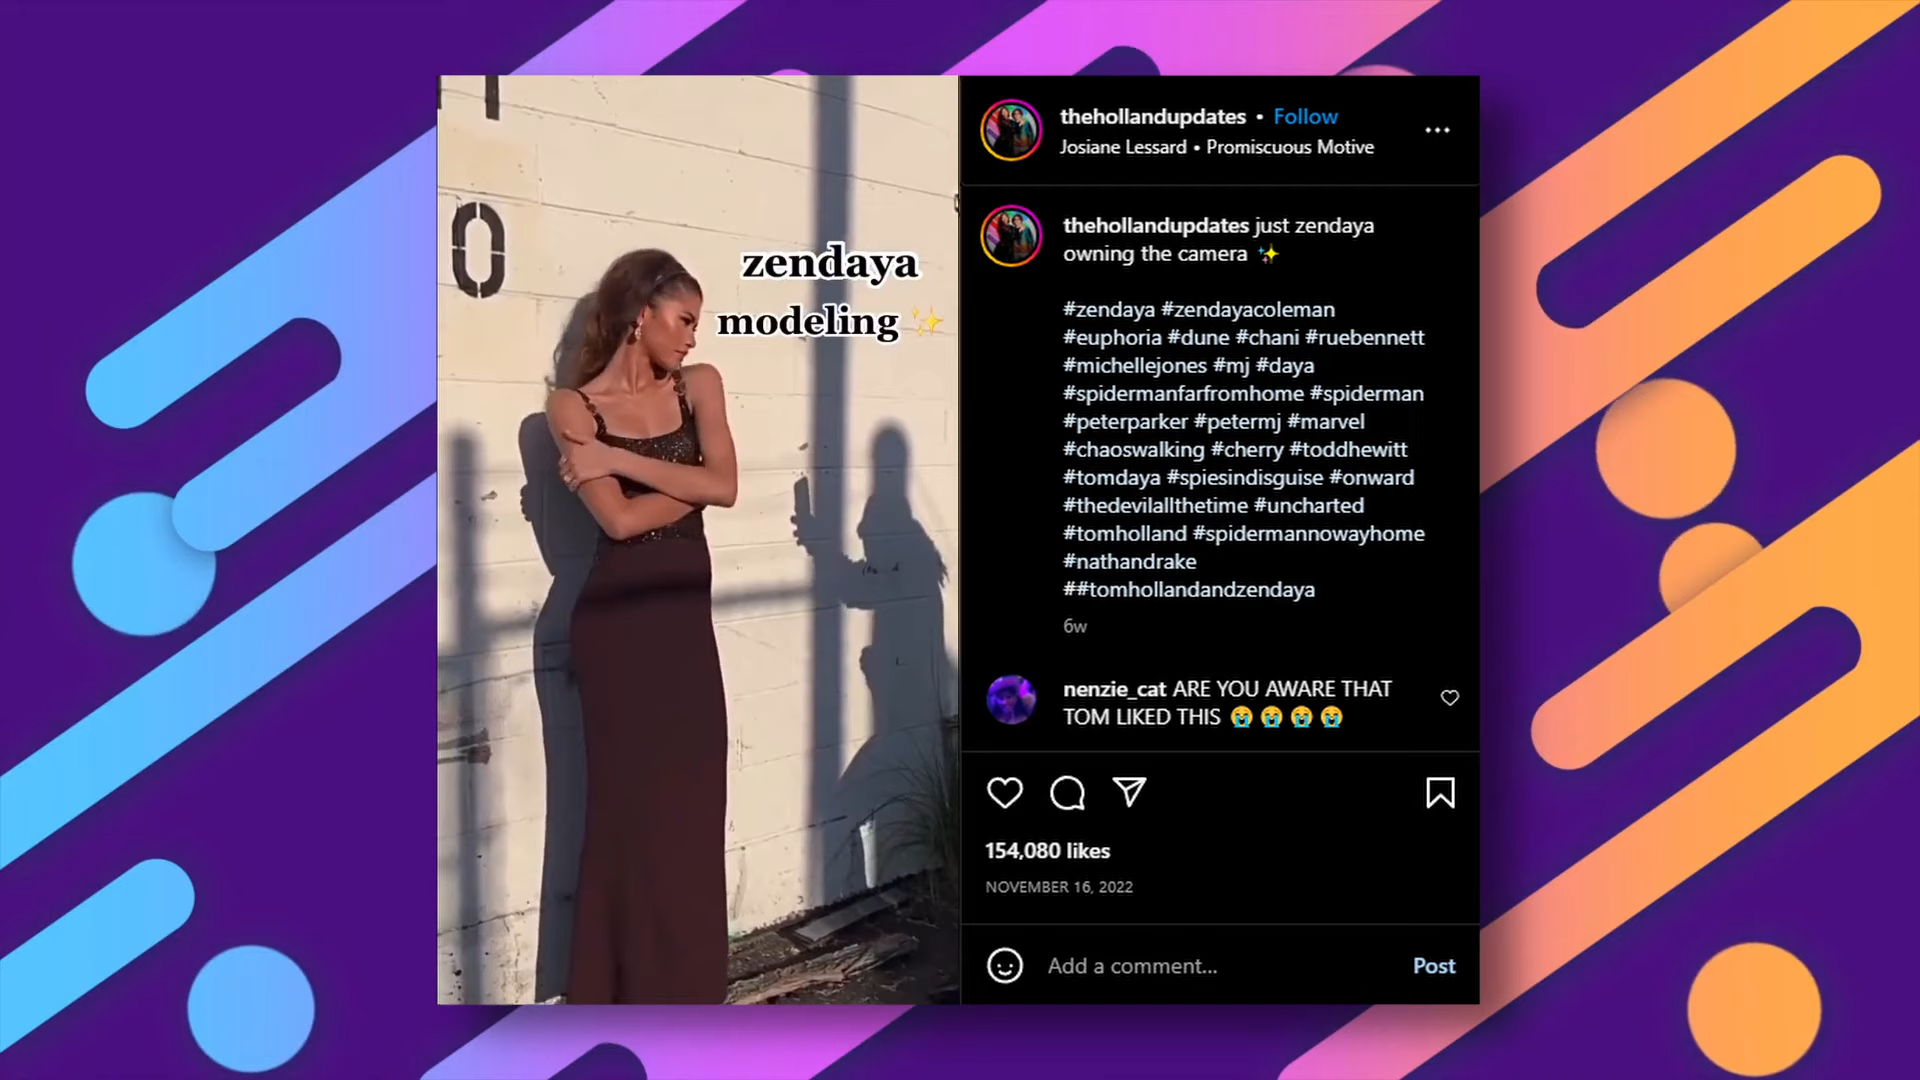 0
zendaya
modeling ✨
thehollandupdates • Follow
Josiane Lessard • Promiscuous Motive
thehollandupdates just zendaya
owning the camera ✨
#zendaya #zendayacoleman
#euphoria #dune #chani #ruebennett
#michellejones #mj #daya
#spidermanfarfromhome #spiderman
#peterparker #petermj #marvel
#chaoswalking #cherry #toddhewitt
#tomdaya #spiesindisguise #onward
#thedevilallthetime #uncharted
#tomholland #spidermannowayhome
#nathandrake
##tomhollandandzendaya
6w
nenzie_cat ARE YOU AWARE THAT
TOM LIKED THIS 😭😭😭😭
154,080 likes
NOVEMBER 16, 2022
Add a comment...
Post